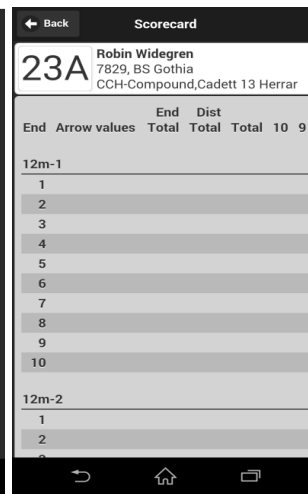 Back Scorecard
23A Robin Widegren
7829, BS Gothia
CCH-Compound,Cadett 13 Herrar
End Dist
End Arrow values Total Total Total 10 9
12m-1
1
2
3
4
5
6
7
8
9
10
12m-2
1
2